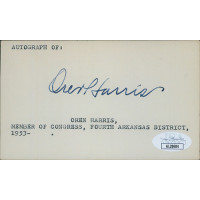 AUTOGRAPH OF:
Oren Harris
OREN HARRIS,
MEMBER OF CONGRESS, FOURTH ARKANSAS DISTRICT,
1953-        .
JSA